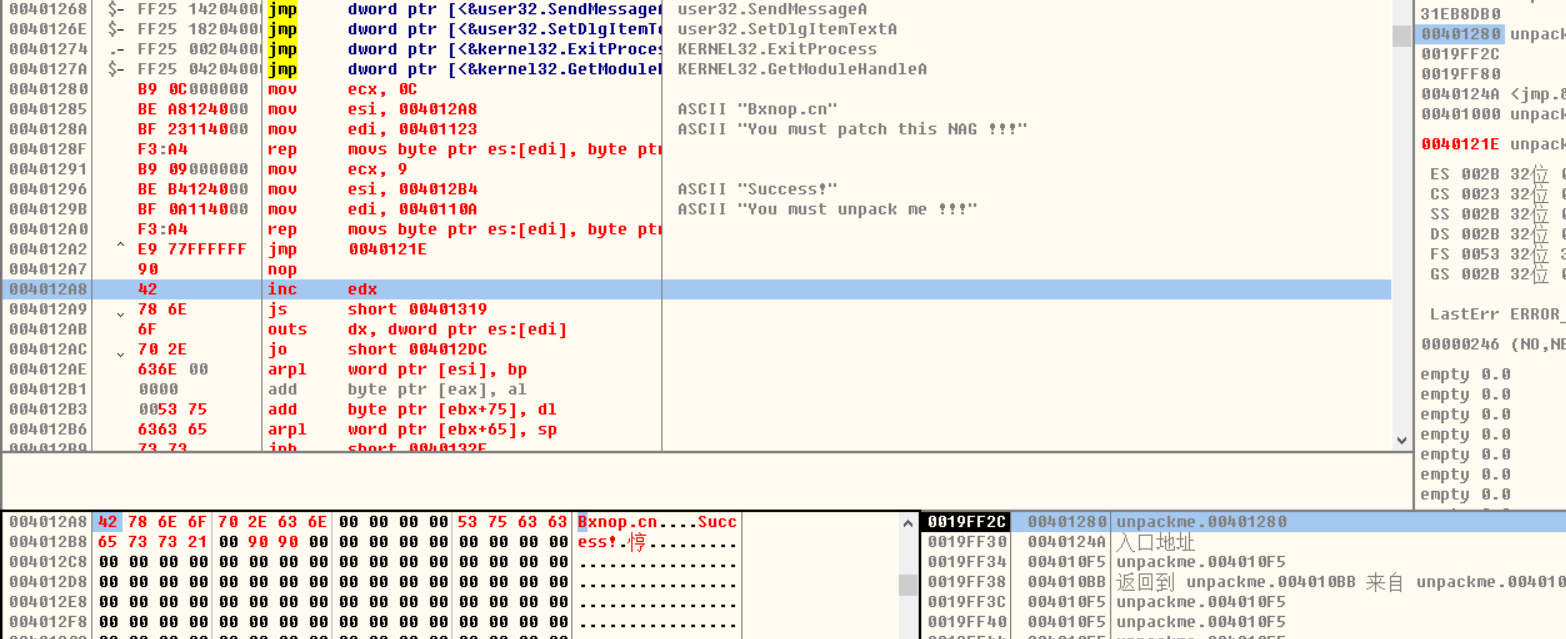 00401268 $- FF25 14204000 jmp dword ptr [<&user32.SendMessageA user32.SendMessageA
0040126E $- FF25 18204000 jmp dword ptr [<&user32.SetDlgItemTe user32.SetDlgItemTextA
00401274 .- FF25 00204000 jmp dword ptr [<&kernel32.ExitProces KERNEL32.ExitProcess
0040127A $- FF25 04204000 jmp dword ptr [<&kernel32.GetModuleH KERNEL32.GetModuleHandleA
00401280 B9 0C000000 mov ecx, 0C
00401285 BE A8124000 mov esi, 004012A8 ASCII "Bxnop.cn"
0040128A BF 23114000 mov edi, 00401123 ASCII "You must patch this NAG !!!"
0040128F F3:A4 rep movs byte ptr es:[edi], byte ptr
00401291 B9 09000000 mov ecx, 9
00401296 BE B4124000 mov esi, 004012B4 ASCII "Success!"
0040129B BF 0A114000 mov edi, 0040110A ASCII "You must unpack me !!!"
004012A0 F3:A4 rep movs byte ptr es:[edi], byte ptr
004012A2 ^ E9 77FFFFFF jmp 0040121E
004012A7 90 nop
004012A8 42 inc edx
004012A9 78 6E js short 00401319
004012AB 6F outs dx, dword ptr es:[edi]
004012AC 70 2E jo short 004012DC
004012AE 636E 00 arpl word ptr [esi], bp
004012B1 0000 add byte ptr [eax], al
004012B3 0053 75 add byte ptr [ebx+75], dl
004012B6 6363 65 arpl word ptr [ebx+65], sp
004012B9 73 73 jnb short 0040132E
31EB8DB0
00401280 unpack
0019FF2C
0019FF80
0040124A <jmp.&
00401000 unpack
0040121E unpack
ES 002B 32位
CS 0023 32位
SS 002B 32位
DS 002B 32位
FS 0053 32位
GS 002B 32位
LastErr ERROR_
00000246 (NO,NB
empty 0.0
empty 0.0
empty 0.0
empty 0.0
empty 0.0
empty 0.0
empty 0.0
004012A8 42 78 6E 6F 70 2E 63 6E 00 00 00 00 53 75 63 63 Bxnop.cn....Succ
004012B8 65 73 73 21 00 90 90 00 00 00 00 00 00 00 00 00 ess!.悙.........
004012C8 00 00 00 00 00 00 00 00 00 00 00 00 00 00 00 00 ................
004012D8 00 00 00 00 00 00 00 00 00 00 00 00 00 00 00 00 ................
004012E8 00 00 00 00 00 00 00 00 00 00 00 00 00 00 00 00 ................
004012F8 00 00 00 00 00 00 00 00 00 00 00 00 00 00 00 00 ................
0019FF2C 00401280 unpackme.00401280
0019FF30 0040124A 入口地址
0019FF34 004010F5 unpackme.004010F5
0019FF38 004010BB 返回到 unpackme.004010BB 来自 unpackme.004010
0019FF3C 004010F5 unpackme.004010F5
0019FF40 004010F5 unpackme.004010F5